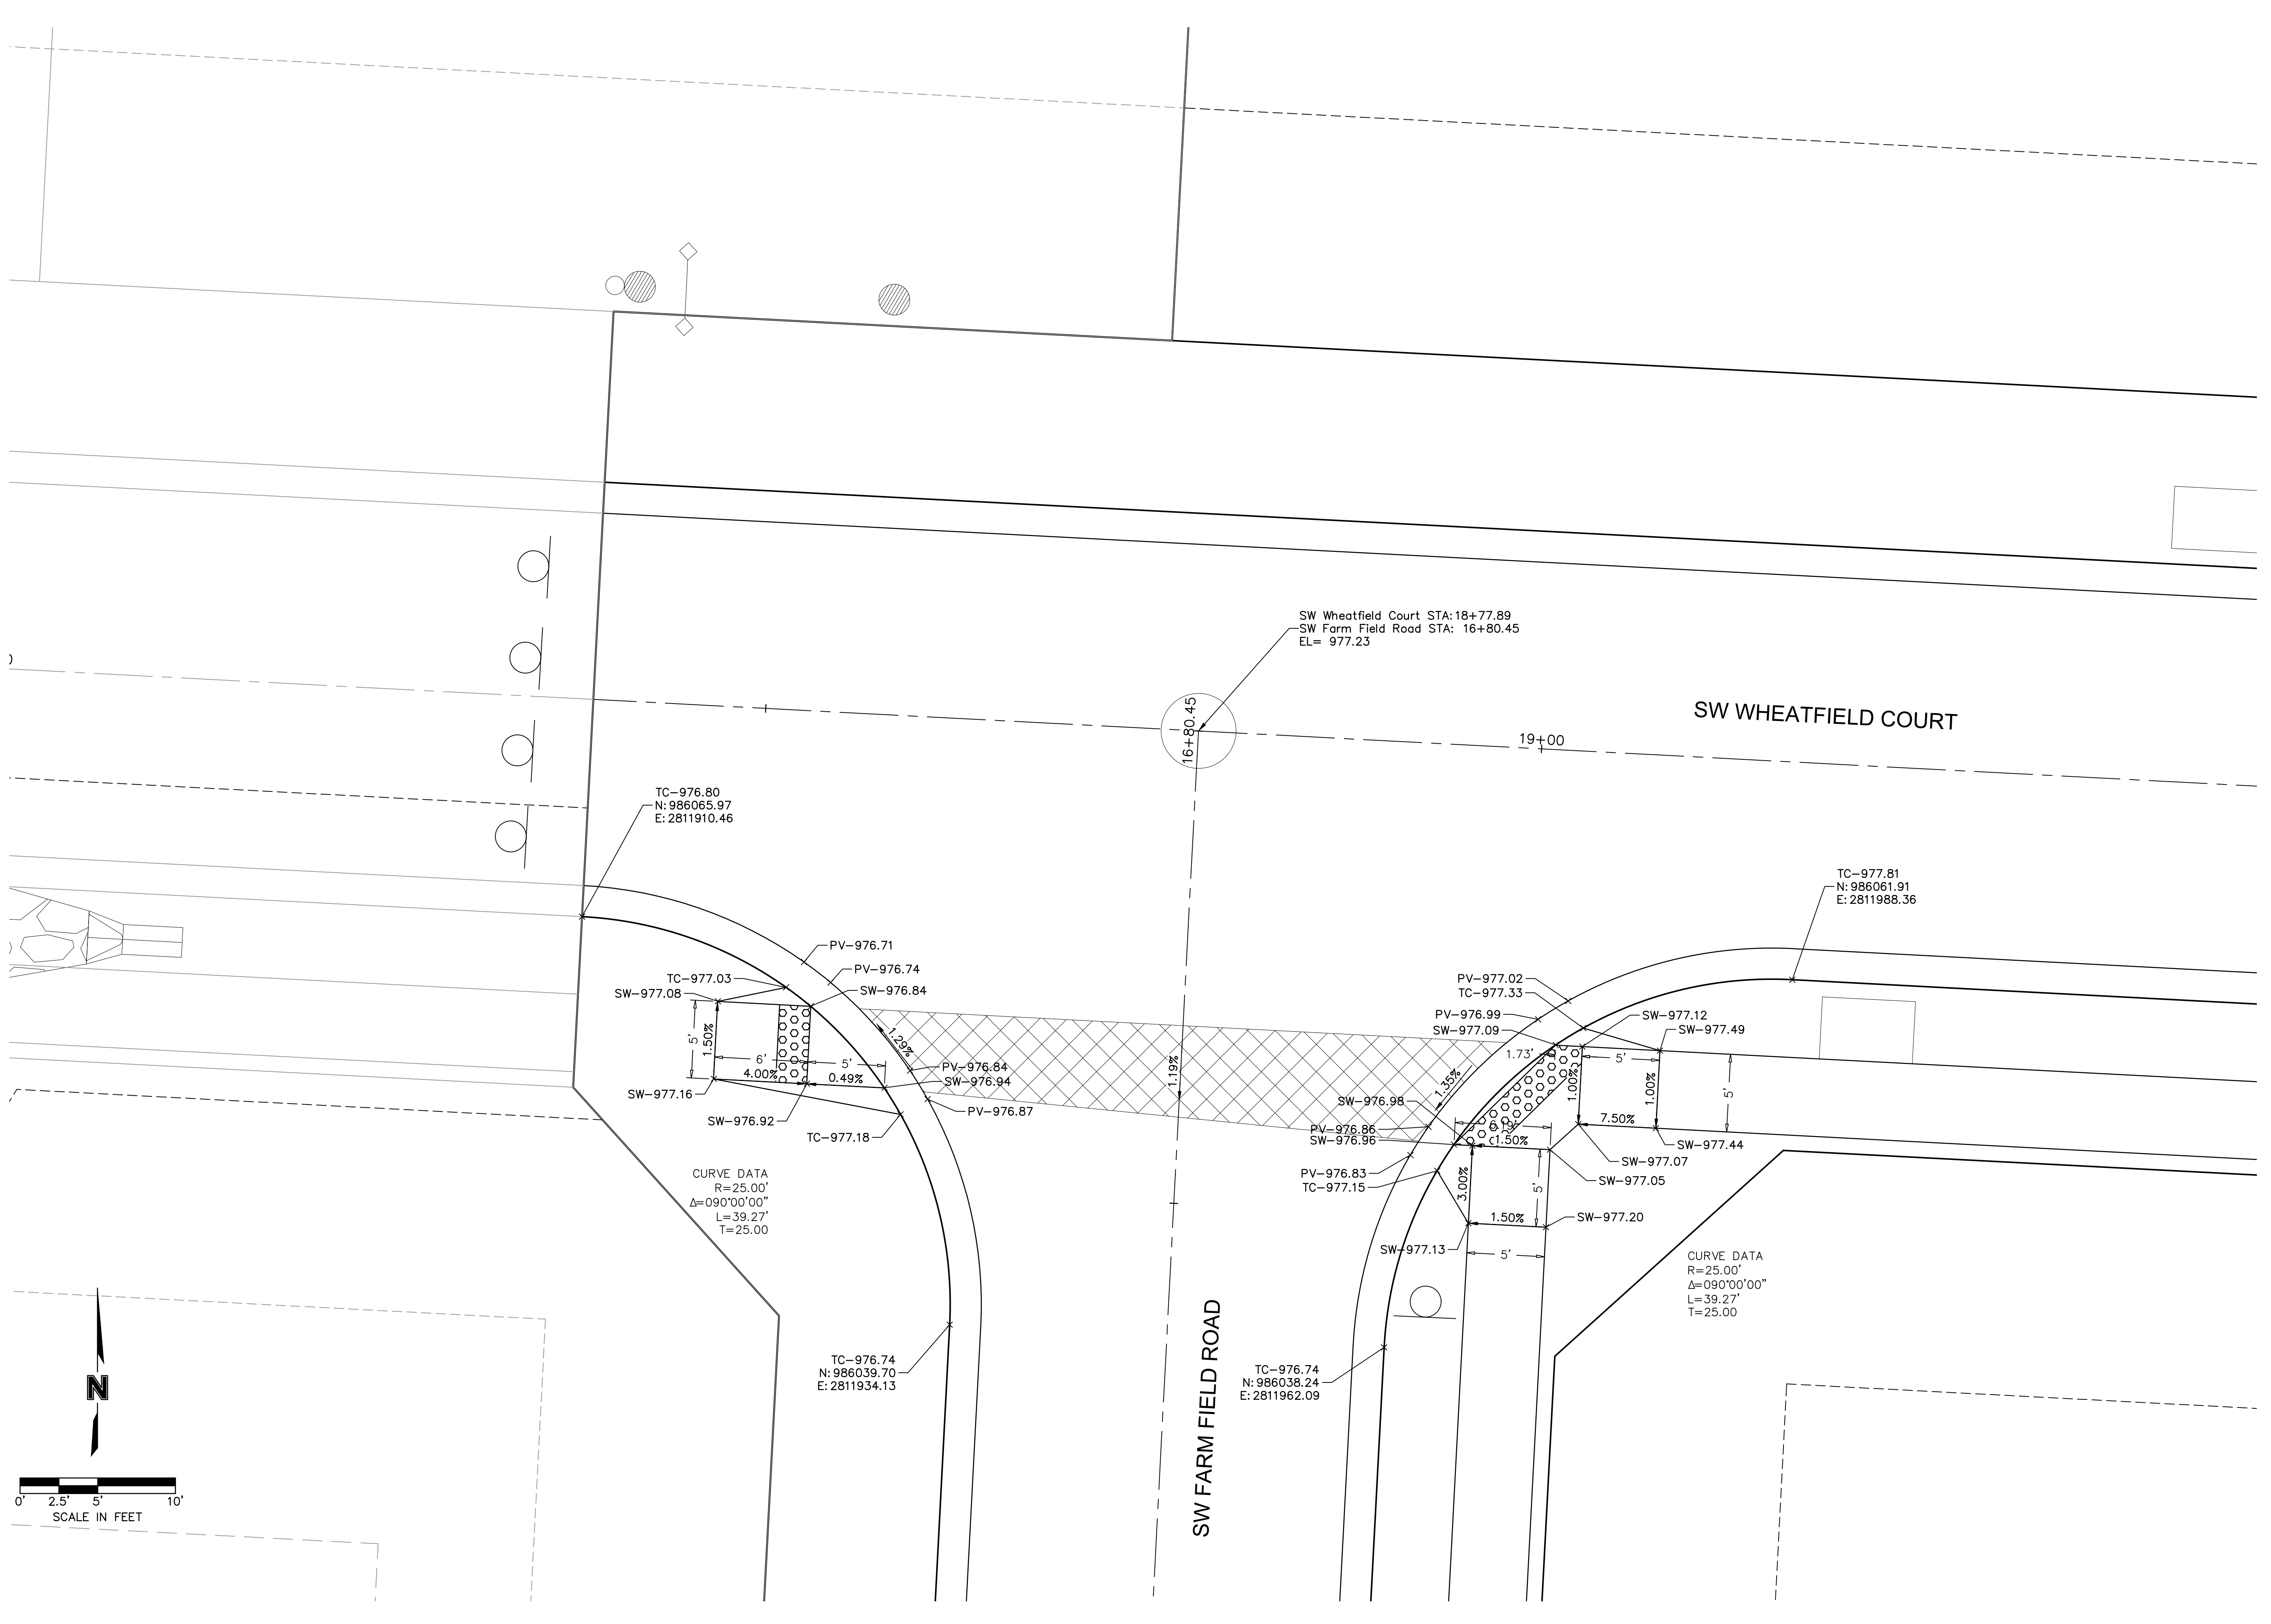 SW Wheatfield Court STA:18+77.89
SW Farm Field Road STA: 16+80.45
EL= 977.23
16+80.45
SW WHEATFIELD COURT
19+00
TC-976.80
N: 986065.97
E: 2811910.46
TC-977.81
N: 986061.91
E: 2811988.36
PV-976.71
PV-976.74
TC-977.03
SW-977.08
SW-976.84
5'
1.50%
6'
5'
4.00%
0.49%
1.29%
PV-976.84
SW-976.94
SW-977.16
SW-976.92
PV-976.87
TC-977.18
1.19%
PV-977.02
TC-977.33
PV-976.99
SW-977.09
SW-977.12
SW-977.49
1.73'
5'
1.35%
1.00%
1.00%
5'
SW-976.98
PV-976.86
SW-976.96
1.50%
7.50%
SW-977.44
SW-977.07
SW-977.05
PV-976.83
TC-977.15
3.00%
5'
1.50%
SW-977.20
SW-977.13
5'
CURVE DATA
R=25.00'
Δ=090°00'00"
L=39.27'
T=25.00
CURVE DATA
R=25.00'
Δ=090°00'00"
L=39.27'
T=25.00
TC-976.74
N: 986039.70
E: 2811934.13
TC-976.74
N: 986038.24
E: 2811962.09
SW FARM FIELD ROAD
N
0' 2.5' 5' 10'
SCALE IN FEET